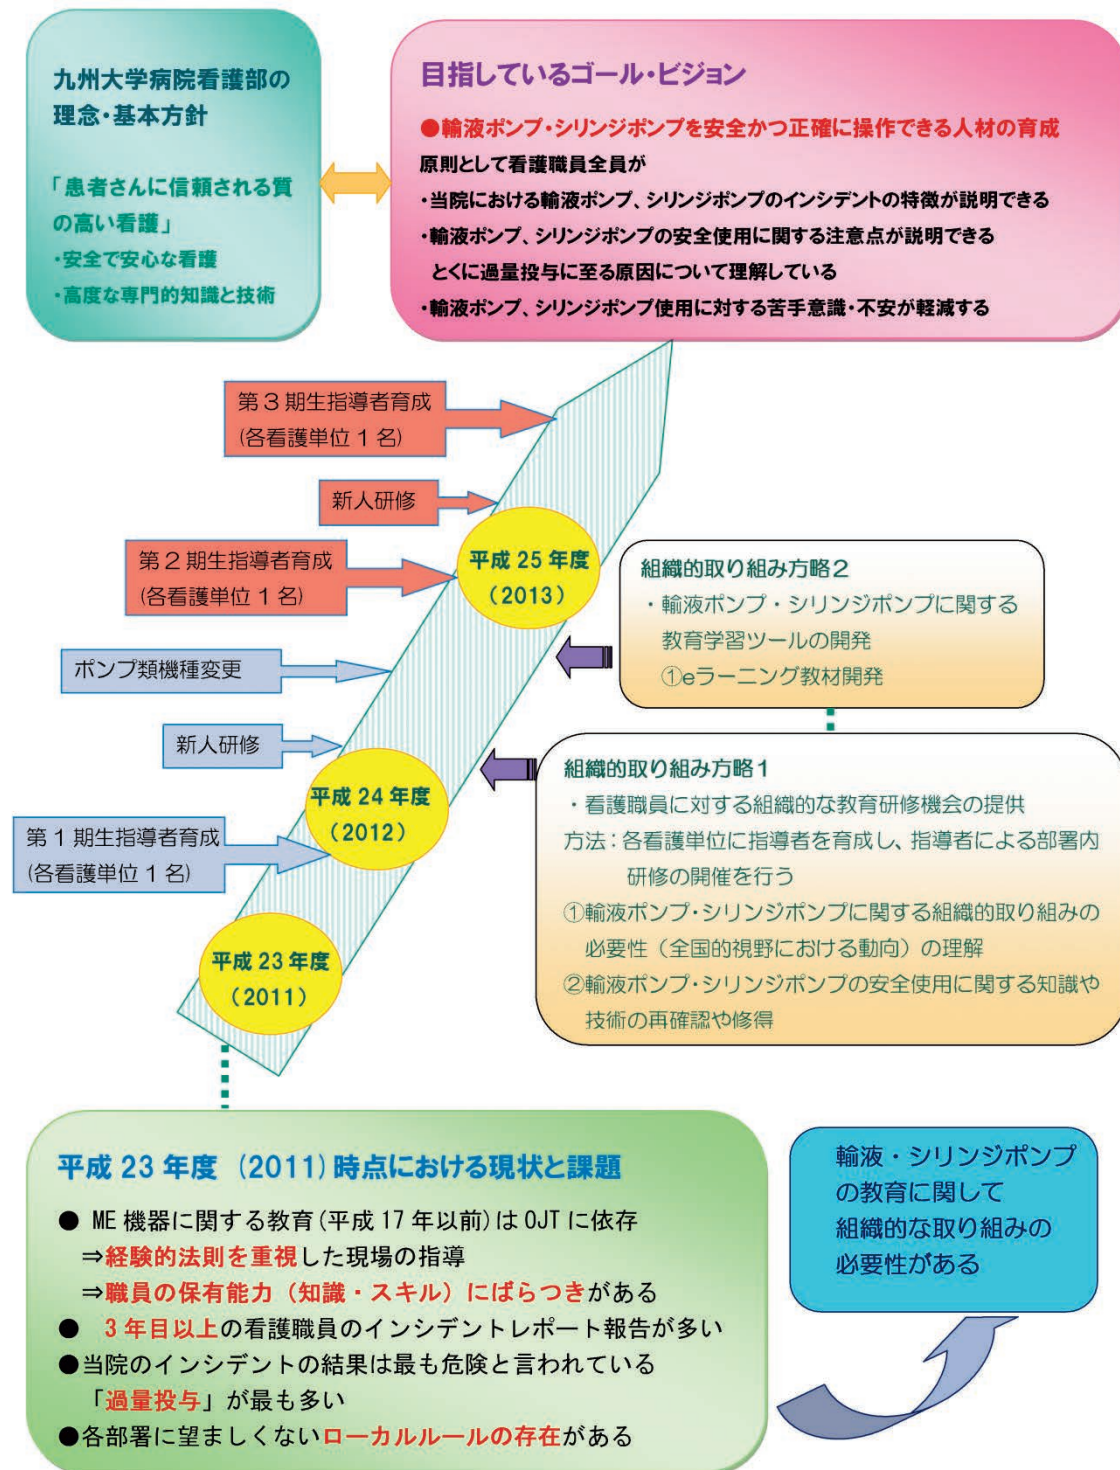 九州大学病院看護部の
理念・基本方針
「患者さんに信頼される質
の高い看護」
・安全で安心な看護
・高度な専門的知識と技術
目指しているゴール・ビジョン
●輸液ポンプ・シリンジポンプを安全かつ正確に操作できる人材の育成
原則として看護職員全員が
・当院における輸液ポンプ、シリンジポンプのインシデントの特徴が説明できる
・輸液ポンプ、シリンジポンプの安全使用に関する注意点が説明できる
とくに過量投与に至る原因について理解している
・輸液ポンプ、シリンジポンプ使用に対する苦手意識・不安が軽減する
第3期生指導者育成
(各看護単位1名)
新人研修
第2期生指導者育成
(各看護単位1名)
ポンプ類機種変更
新人研修
第1期生指導者育成
(各看護単位1名)
平成 25 年度
(2013)
平成 24 年度
(2012)
平成 23 年度
(2011)
組織的取り組み方略2
・輸液ポンプ・シリンジポンプに関する
教育学習ツールの開発
①eラーニング教材開発
組織的取り組み方略1
・看護職員に対する組織的な教育研修機会の提供
方法：各看護単位に指導者を育成し、指導者による部署内
研修の開催を行う
①輸液ポンプ・シリンジポンプに関する組織的取り組みの
必要性（全国的視野における動向）の理解
②輸液ポンプ・シリンジポンプの安全使用に関する知識や
技術の再確認や修得
平成 23 年度 (2011)時点における現状と課題
● ME 機器に関する教育(平成 17 年以前)は OJT に依存
⇒経験的法則を重視した現場の指導
⇒職員の保有能力（知識・スキル）にばらつきがある
● 3 年目以上の看護職員のインシデントレポート報告が多い
●当院のインシデントの結果は最も危険と言われている
「過量投与」が最も多い
●各部署に望ましくないローカルルールの存在がある
輸液・シリンジポンプ
の教育に関して
組織的な取り組みの
必要性がある